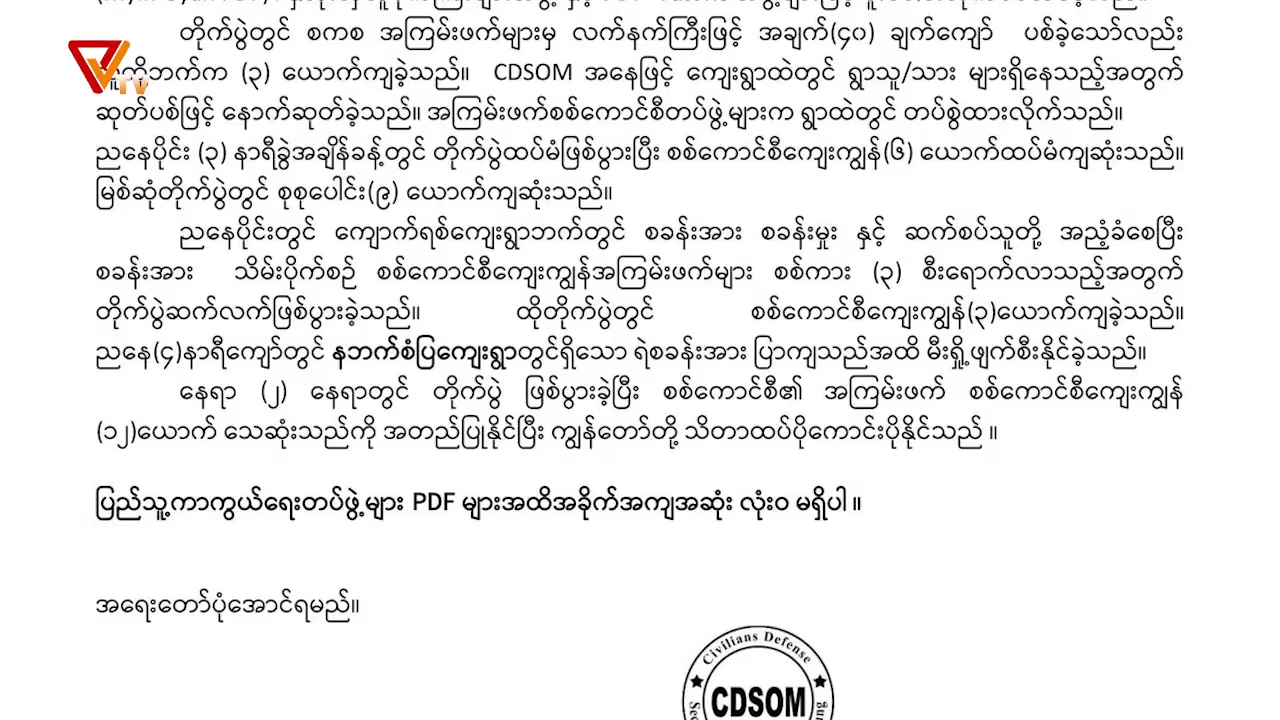 တိုက်ပွဲတွင် စကစ အကြမ်းဖက်များမှ လက်နက်ကြီးဖြင့် အချက်(၄၀) ချက်ကျော် ပစ်ခဲ့သော်လည်း
သူ့ကိုဘက်က (၃) ယောက်ကျခဲ့သည်။ CDSOM အနေဖြင့် ကျေးရွာထဲတွင် ရွာသူ/သား များရှိနေသည့်အတွက်
ဆုတ်ပစ်ဖြင့် နောက်ဆုတ်ခဲ့သည်။ အကြမ်းဖက်စစ်ကောင်စီတပ်ဖွဲ့များက ရွာထဲတွင် တပ်စွဲထားလိုက်သည်။
ညနေပိုင်း (၃) နာရီခွဲအချိန်ခန့်တွင် တိုက်ပွဲထပ်မံဖြစ်ပွားပြီး စစ်ကောင်စီကျေးကျွန်(၆) ယောက်ထပ်မံကျဆုံးသည်။
မြစ်ဆုံတိုက်ပွဲတွင် စုစုပေါင်း(၉) ယောက်ကျဆုံးသည်။
ညနေပိုင်းတွင် ကျောက်ရစ်ကျေးရွာဘက်တွင် စခန်းအား စခန်းမှူး နှင့် ဆက်စပ်သူတို့ အညံ့ခံစေပြီး
စခန်းအား သိမ်းပိုက်စဉ် စစ်ကောင်စီကျေးကျွန်အကြမ်းဖက်များ စစ်ကား (၃) စီးရောက်လာသည့်အတွက်
တိုက်ပွဲဆက်လက်ဖြစ်ပွားခဲ့သည်။ ထိုတိုက်ပွဲတွင် စစ်ကောင်စီကျေးကျွန်(၃)ယောက်ကျခဲ့သည်။
ညနေ(၄)နာရီကျော်တွင် နဘက်စံပြကျေးရွာတွင်ရှိသော ရဲစခန်းအား ပြာကျသည်အထိ မီးရှို့ဖျက်စီးနိုင်ခဲ့သည်။
နေရာ (၂) နေရာတွင် တိုက်ပွဲ ဖြစ်ပွားခဲ့ပြီး စစ်ကောင်စီ၏ အကြမ်းဖက် စစ်ကောင်စီကျေးကျွန်
(၁၂)ယောက် သေဆုံးသည်ကို အတည်ပြုနိုင်ပြီး ကျွန်တော်တို့ သိတာထပ်ပိုကောင်းပိုနိုင်သည် ။
ပြည်သူ့ကာကွယ်ရေးတပ်ဖွဲ့များ PDF များအထိအခိုက်အကျအဆုံး လုံးဝ မရှိပါ ။
အရေးတော်ပုံအောင်ရမည်။
Civilians Defense
CDSOM
TV